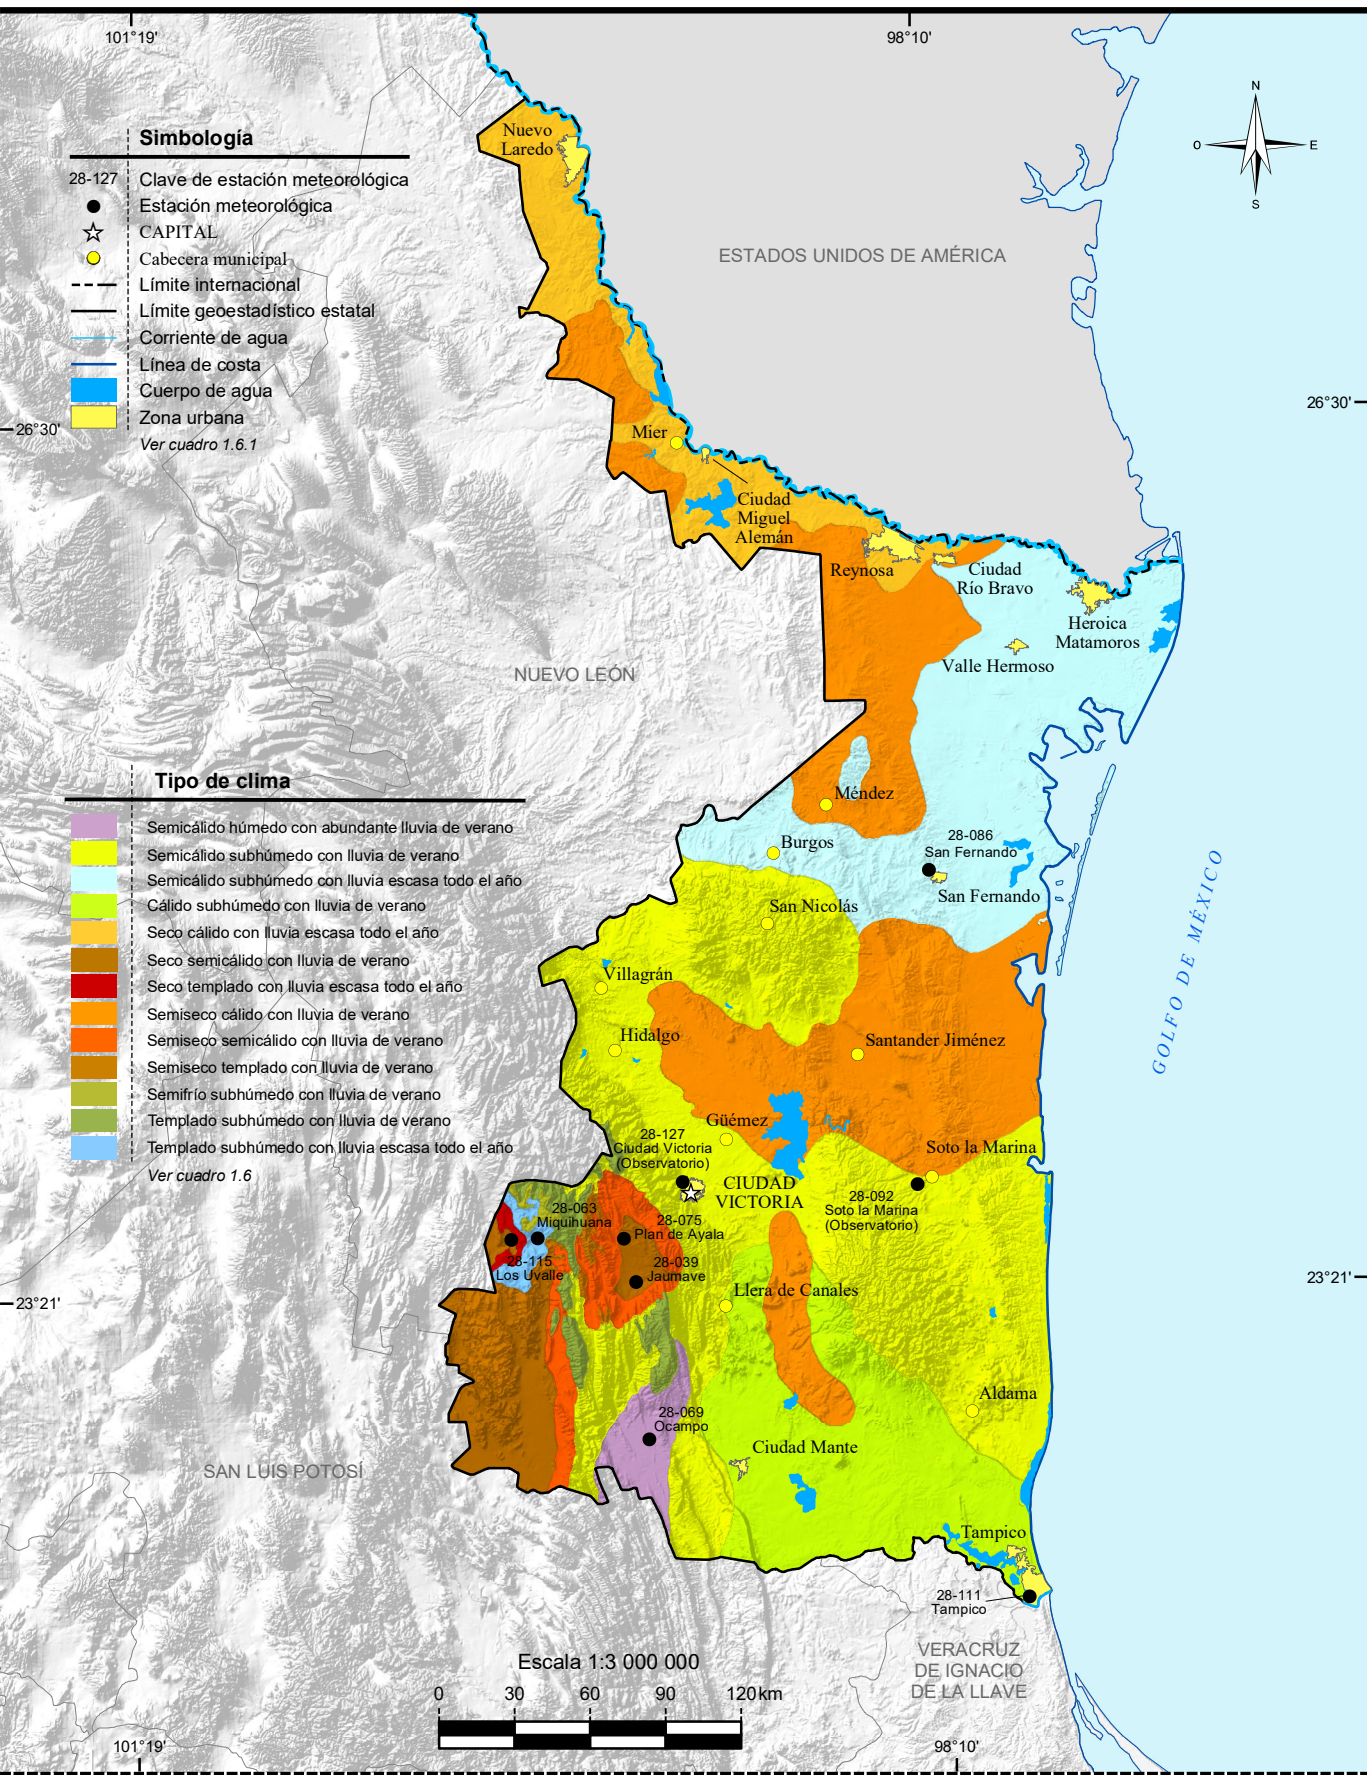 101°19'
98°10'
N
O
E
S
Simbología
28-127 Clave de estación meteorológica
Estación meteorológica
CAPITAL
Cabecera municipal
Límite internacional
Límite geoestadístico estatal
Corriente de agua
Línea de costa
Cuerpo de agua
Zona urbana
Ver cuadro 1.6.1
Nuevo
Laredo
ESTADOS UNIDOS DE AMÉRICA
26°30'
26°30'
Mier
Ciudad
Miguel
Alemán
Reynosa
Ciudad
Río Bravo
Heroica
Matamoros
Valle Hermoso
NUEVO LEÓN
Tipo de clima
Semicálido húmedo con abundante lluvia de verano
Semicálido subhúmedo con lluvia de verano
Semicálido subhúmedo con lluvia escasa todo el año
Cálido subhúmedo con lluvia de verano
Seco cálido con lluvia escasa todo el año
Seco semicálido con lluvia de verano
Seco templado con lluvia escasa todo el año
Semiseco cálido con lluvia de verano
Semiseco semicálido con lluvia de verano
Semiseco templado con lluvia de verano
Semifrío subhúmedo con lluvia de verano
Templado subhúmedo con lluvia de verano
Templado subhúmedo con lluvia escasa todo el año
Ver cuadro 1.6
Méndez
Burgos
28-086
San Fernando
San Fernando
San Nicolás
GOLFO DE MÉXICO
Villagrán
Hidalgo
Santander Jiménez
Güémez
28-127
Ciudad Victoria
(Observatorio)
CIUDAD
VICTORIA
Soto la Marina
28-092
Soto la Marina
(Observatorio)
28-063
Miquihuana
28-075
Plan de Ayala
28-115
Los Uvalle
28-039
Jaumave
Llera de Canales
23°21'
23°21'
Aldama
28-069
Ocampo
Ciudad Mante
SAN LUIS POTOSÍ
Tampico
28-111
Tampico
VERACRUZ
DE IGNACIO
DE LA LLAVE
Escala 1:3 000 000
0 30 60 90 120 km
101°19'
98°10'